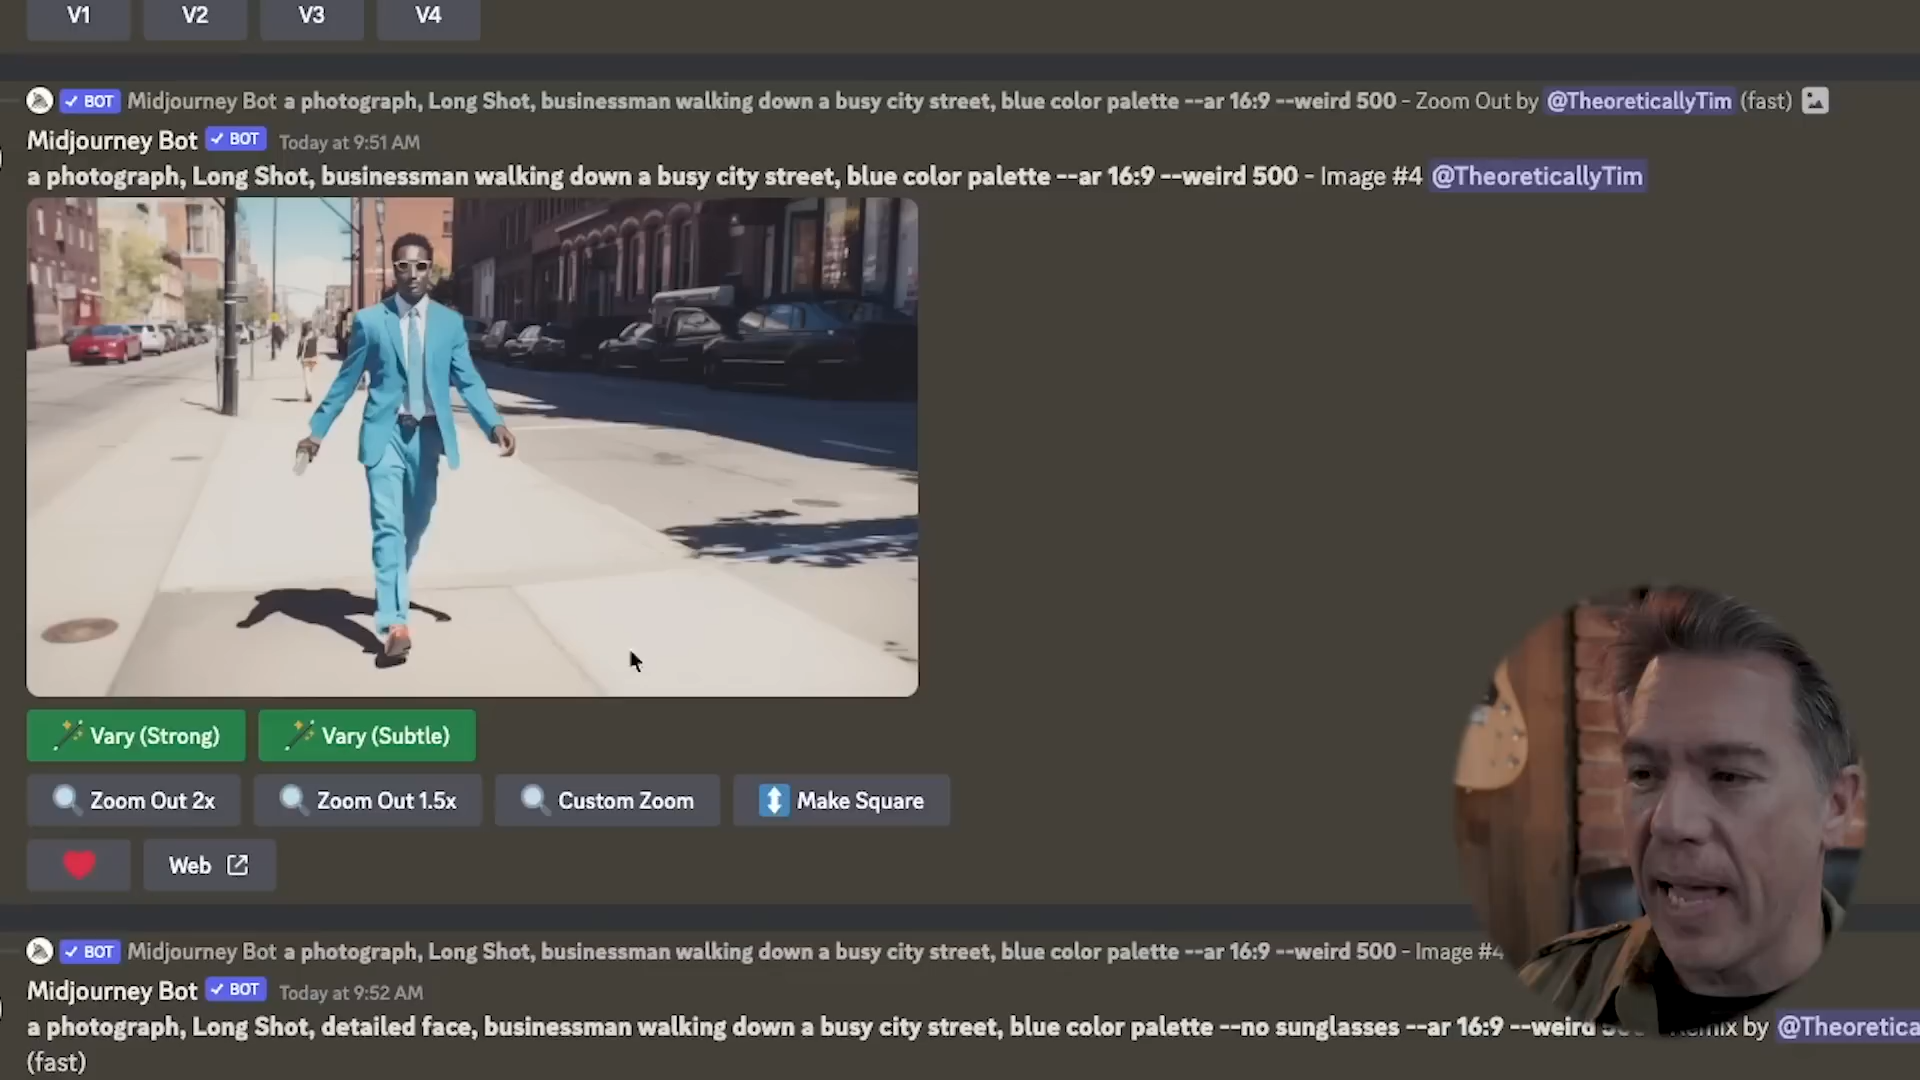 V1 V2 V3 V4
BOT Midjourney Bot a photograph, Long Shot, businessman walking down a busy city street, blue color palette --ar 16:9 --weird 500 - Zoom Out by @TheoreticallyTim (fast)
Midjourney Bot BOT Today at 9:51 AM
a photograph, Long Shot, businessman walking down a busy city street, blue color palette --ar 16:9 --weird 500 - Image #4 @TheoreticallyTim
Vary (Strong) Vary (Subtle)
Zoom Out 2x Zoom Out 1.5x Custom Zoom Make Square
Web
BOT Midjourney Bot a photograph, Long Shot, businessman walking down a busy city street, blue color palette --ar 16:9 --weird 500 - Image #4
Midjourney Bot BOT Today at 9:52 AM
a photograph, Long Shot, detailed face, businessman walking down a busy city street, blue color palette --no sunglasses --ar 16:9 --weird by @Theoretica
(fast)